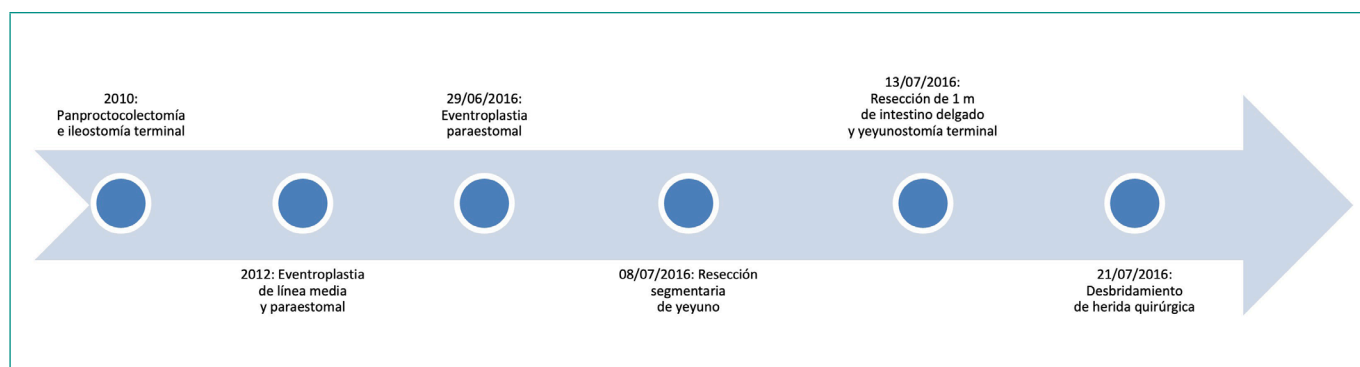 2010:
Panproctocolectomía
e ileostomía terminal
2012: Eventroplastia
de línea media
y paraestomal
29/06/2016:
Eventroplastia
paraestomal
08/07/2016: Resección
segmentaria
de yeyuno
13/07/2016:
Resección de 1 m
de intestino delgado
y yeyunostomía terminal
21/07/2016:
Desbridamiento
de herida quirúrgica